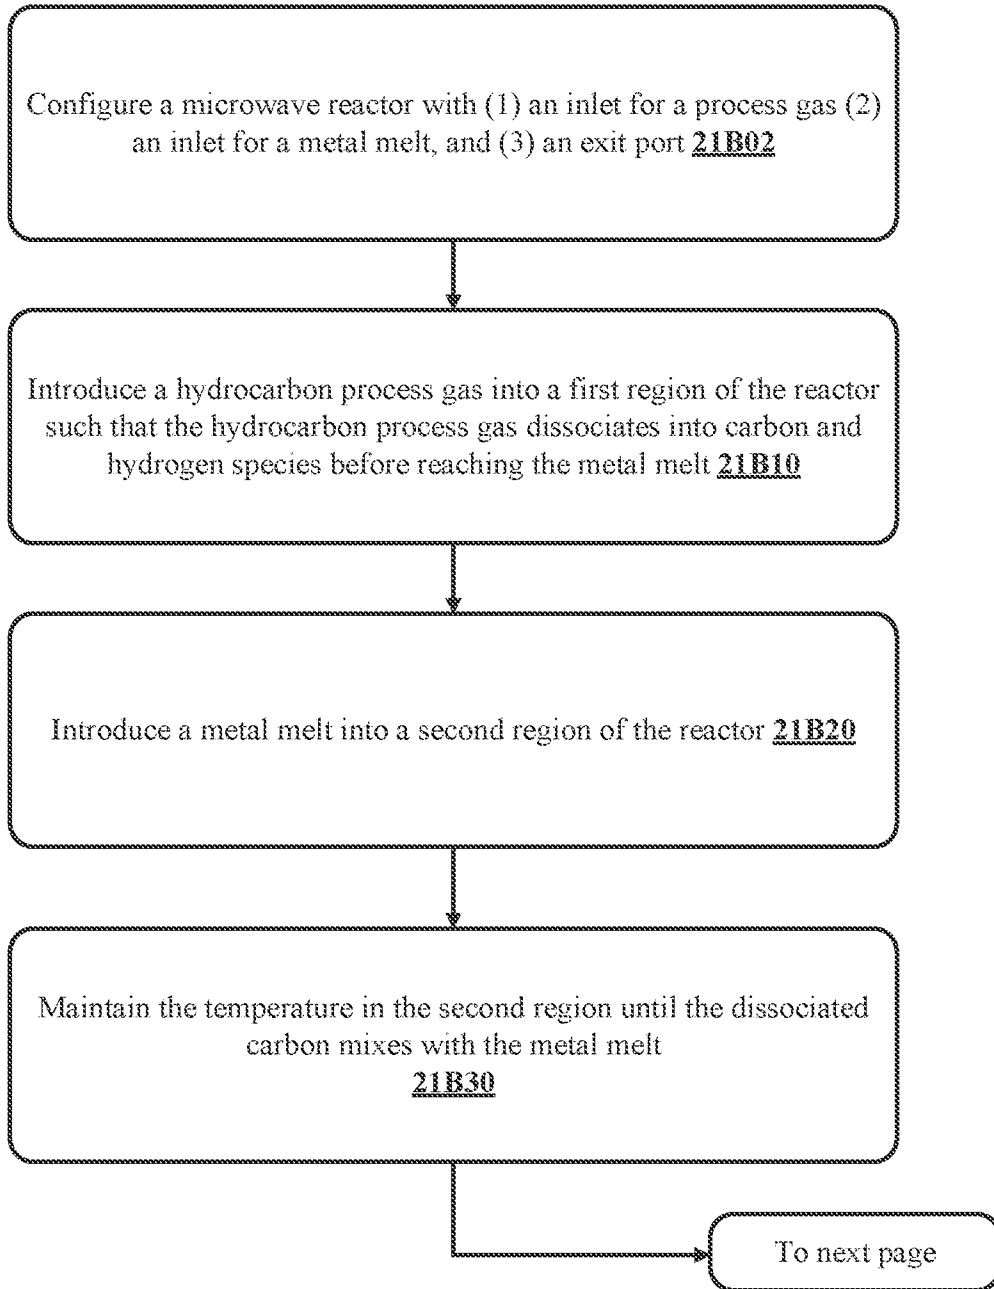 Configure a microwave reactor with (1) an inlet for a process gas (2)
an inlet for a metal melt, and (3) an exit port 21B02
Introduce a hydrocarbon process gas into a first region of the reactor
such that the hydrocarbon process gas dissociates into carbon and
hydrogen species before reaching the metal melt 21B10
Introduce a metal melt into a second region of the reactor 21B20
Maintain the temperature in the second region until the dissociated
carbon mixes with the metal melt
21B30
To next page